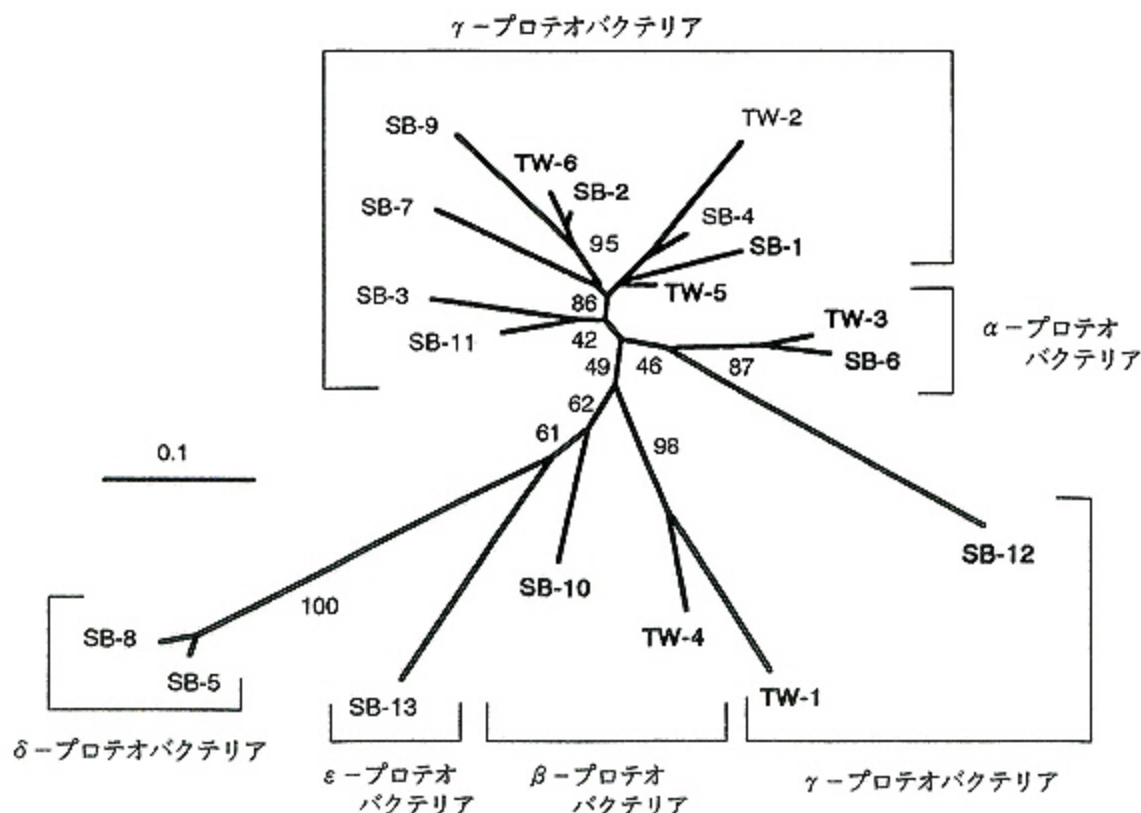 γ−プロテオバクテリア
TW-2
SB-9
TW-6
SB-2
SB-7
SB-4
95
SB-1
SB-3
86
TW-5
TW-3
α−プロテオ
バクテリア
SB-11
42
SB-6
49
46
87
62
61
98
0.1
SB-12
SB-10
100
TW-4
SB-8
SB-5
TW-1
SB-13
δ−プロテオバクテリア
ε−プロテオ
バクテリア
β−プロテオ
バクテリア
γ−プロテオバクテリア